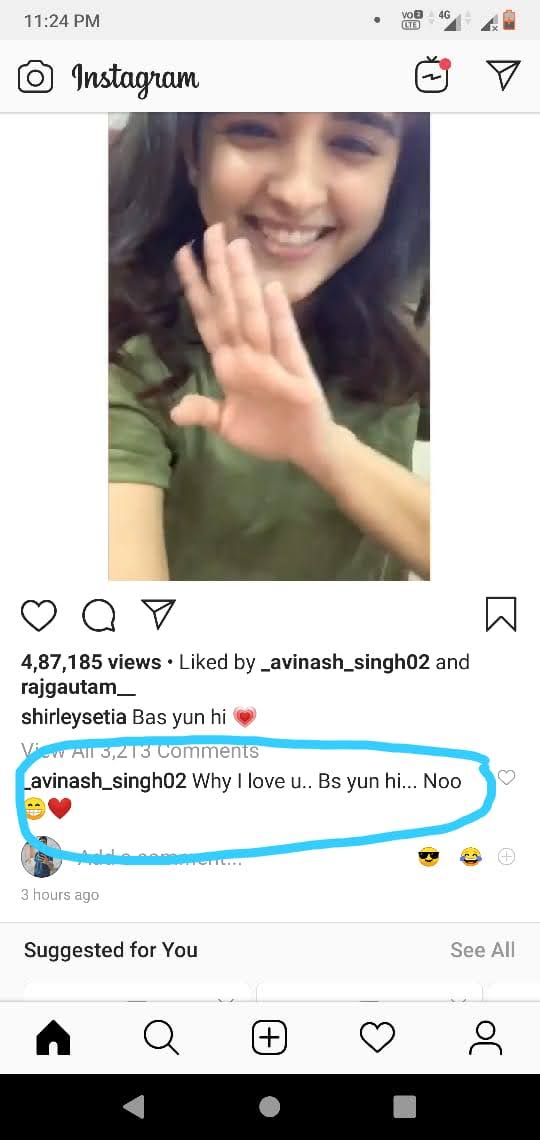 11:24 PM
VO 2 LTE 4G
Instagram
4,87,185 views • Liked by _avinash_singh02 and
rajgautam__
shirleysetia Bas yun hi 💗
View All 3,213 Comments
_avinash_singh02 Why I love u.. Bs yun hi... Noo
😁❤️
Add a comment...
3 hours ago
Suggested for You
See All